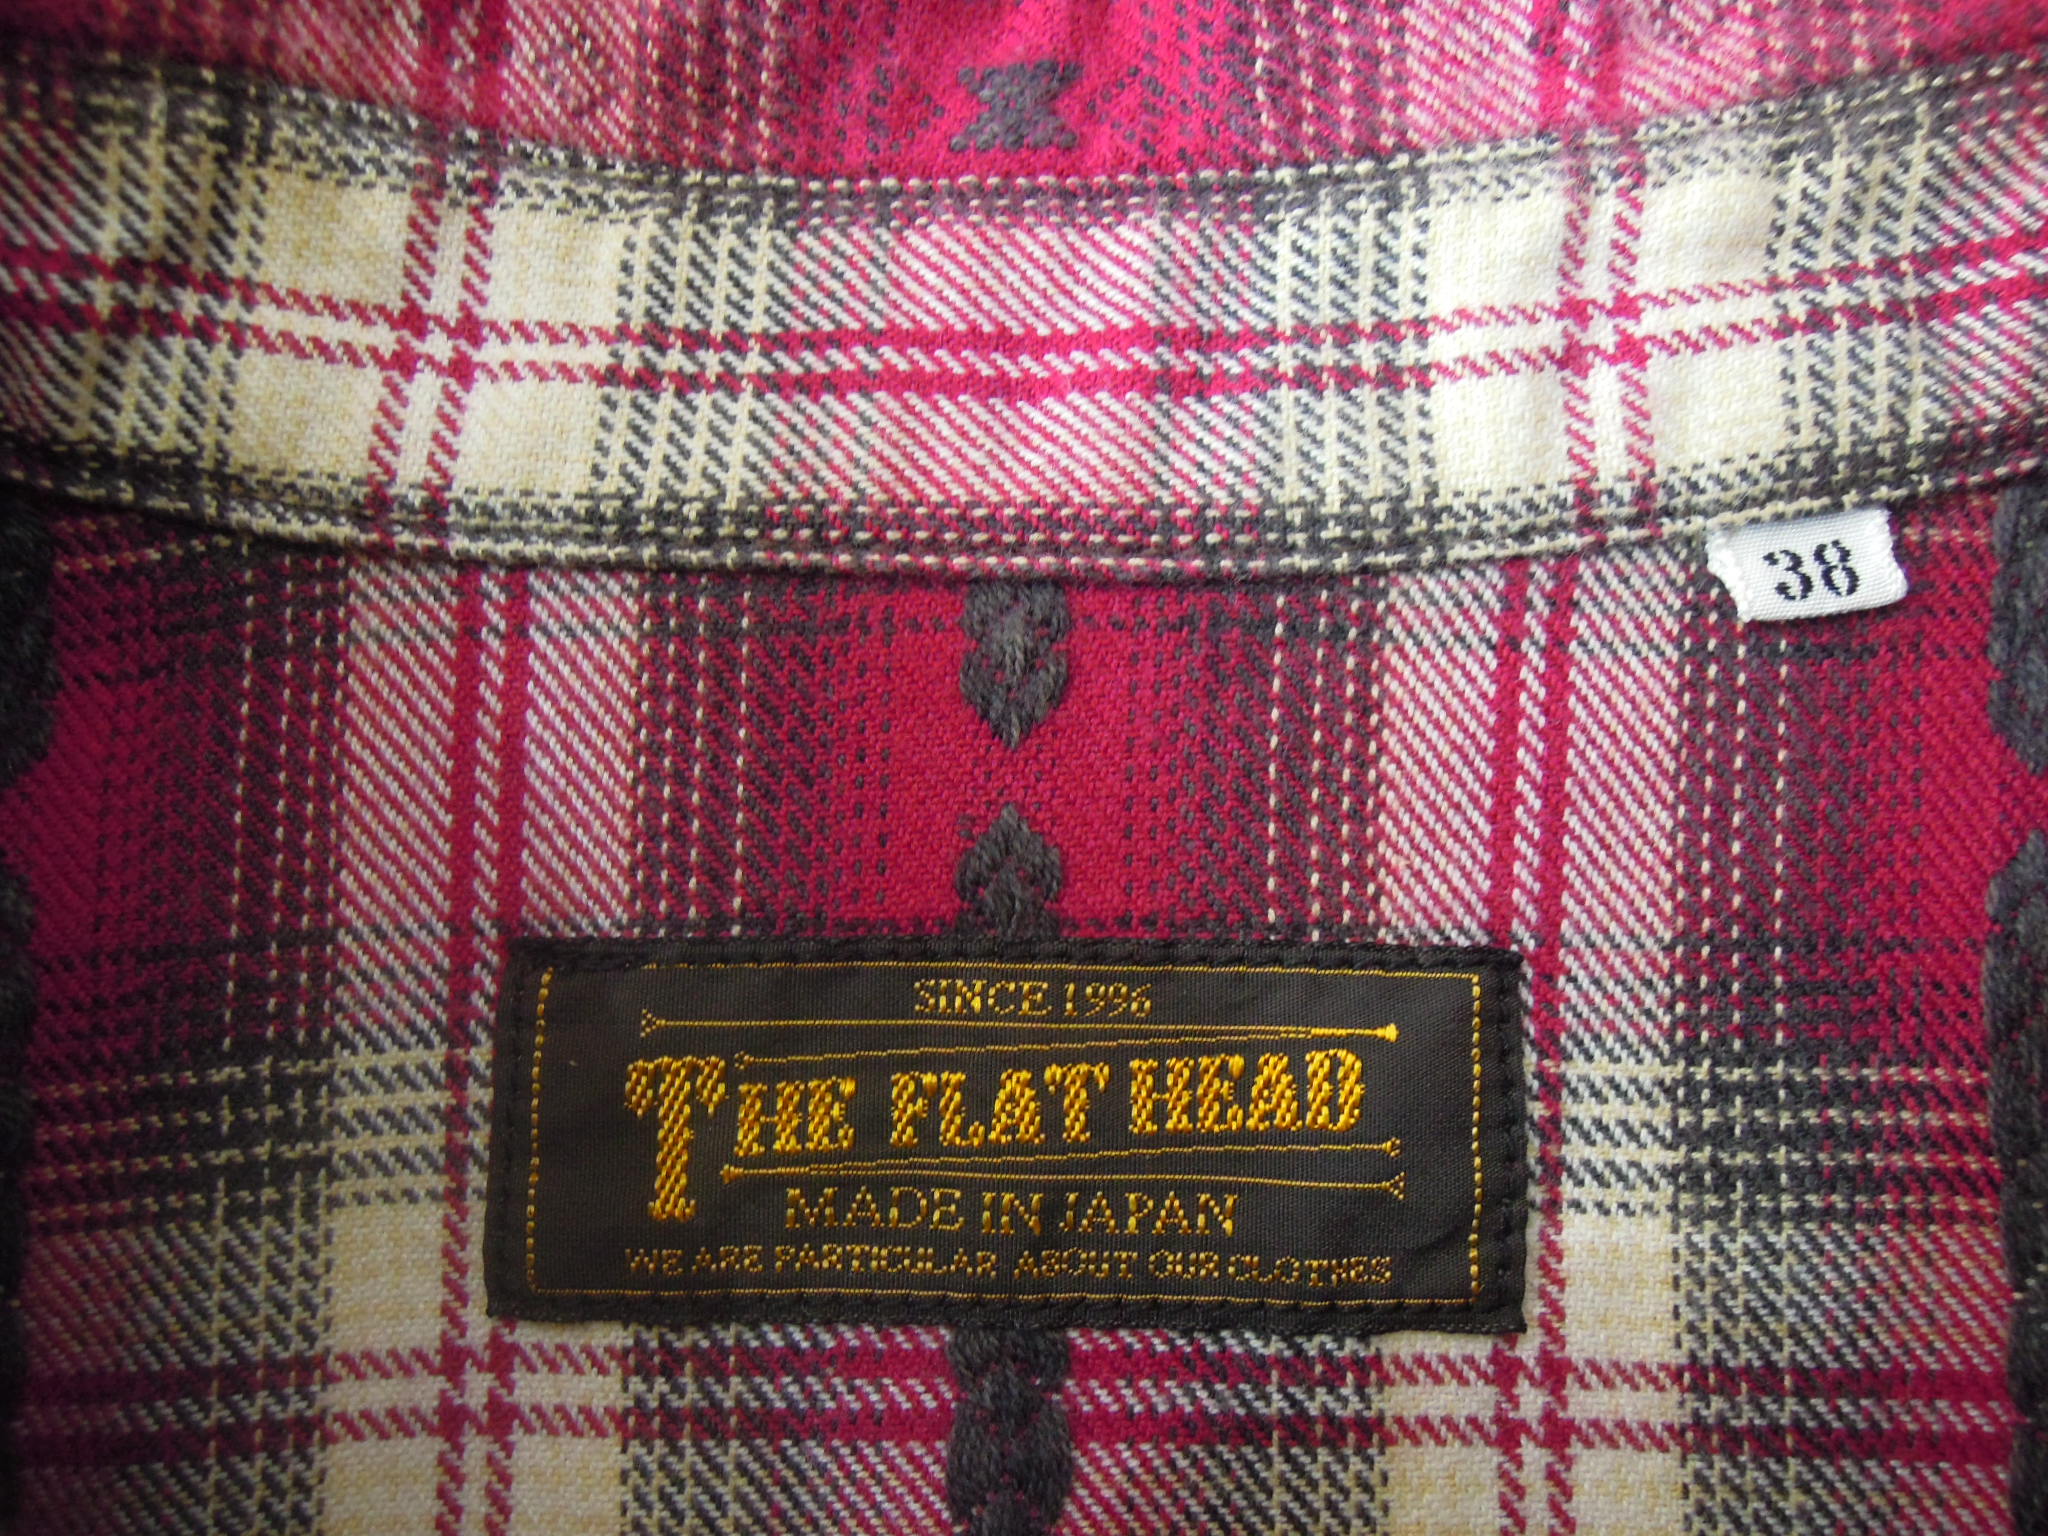 38
SINCE 1996
THE FLAT HEAD
MADE IN JAPAN
WE ARE PARTICULAR ABOUT OUR CLOTHES